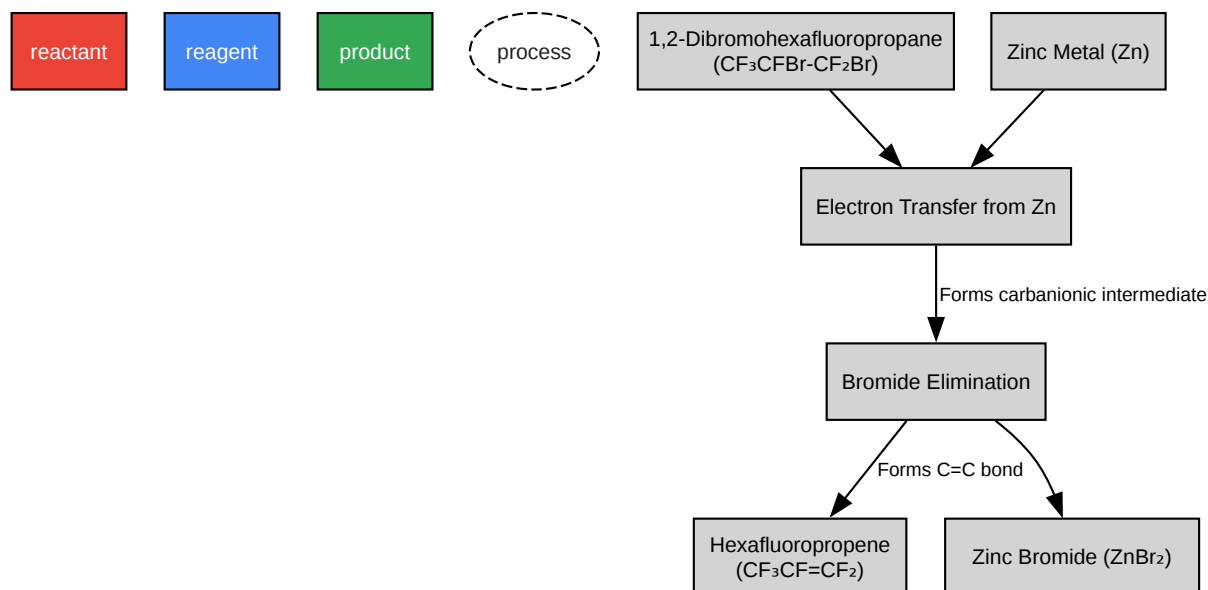 reactant
reagent
product
process
1,2-Dibromohexafluoropropane
(CF₃CFBr-CF₂Br)
Zinc Metal (Zn)
Electron Transfer from Zn
Forms carbanionic intermediate
Bromide Elimination
Forms C=C bond
Hexafluoropropene
(CF₃CF=CF₂)
Zinc Bromide (ZnBr₂)